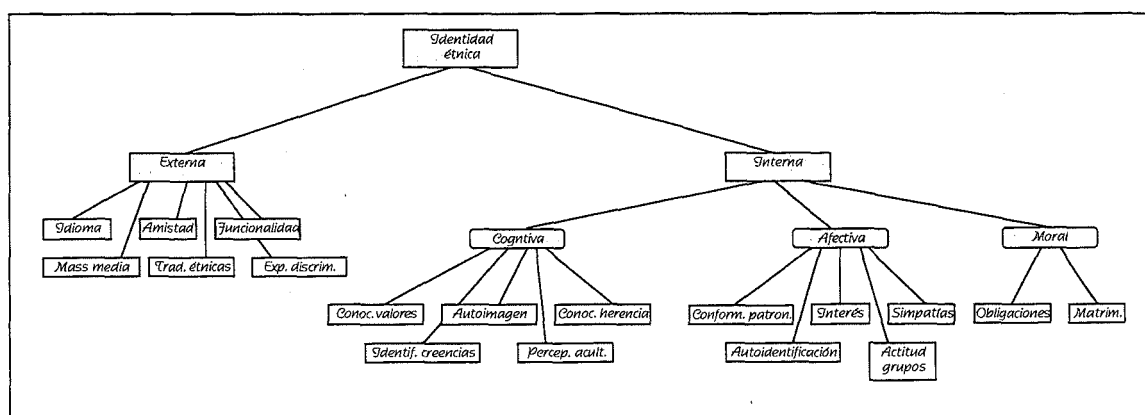 Identidad
étnica
Externa
Interna
Idioma
Amistad
Funcionalidad
Mass media
Trad. étnicas
Exp. discrim.
Cogntiva
Afectiva
Moral
Conoc. valores
Autoimagen
Conoc. herencia
Conform. patron.
Interés
Simpatías
Obligaciones
Matrim.
Identif. creencias
Percep. acult.
Autoidentificación
Actitud
grupos